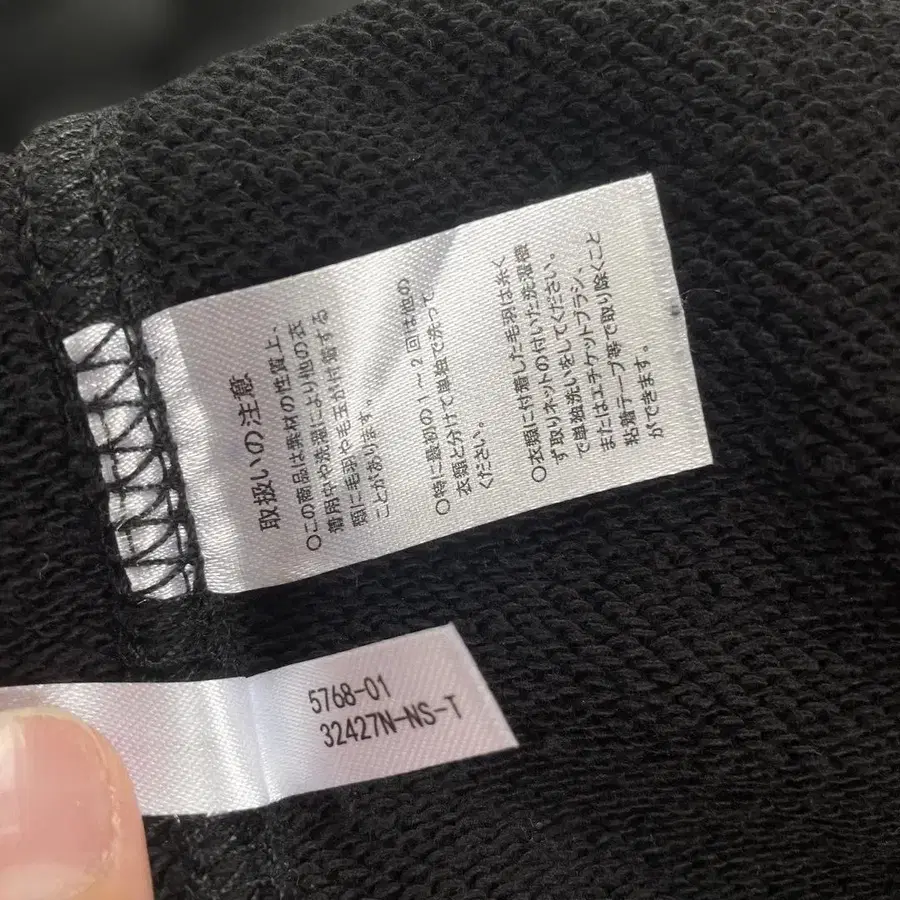 取扱いの注意
○この商品は素材の性質上、
着用中や洗濯により他の衣
類に毛羽や毛玉が付着する
ことがあります。
○特に最初の1～2回は他の
衣類と分けて単独で洗って
ください。
○衣類に付着した毛羽は糸く
ず取りネットの付いた洗濯機
で単独洗いをしてください。
またはエチケットブラシ、
粘着テープ等で取り除くこと
ができます。
5768-01
32427N-NS-T